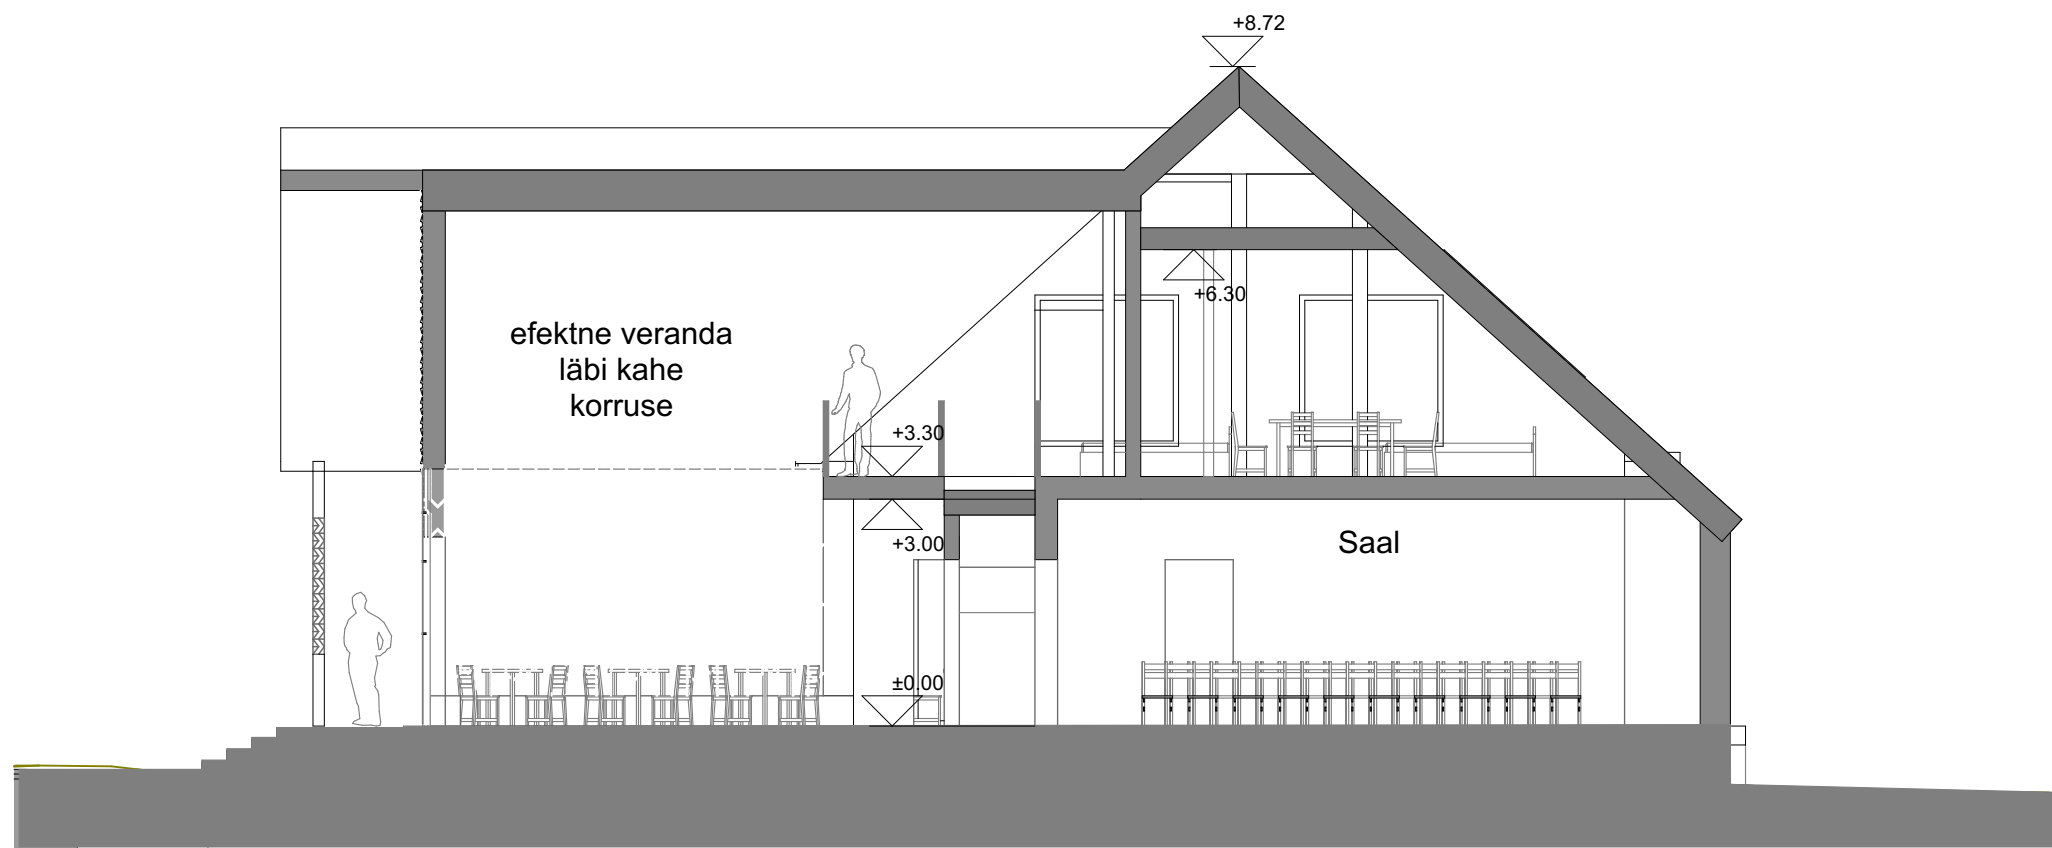 +8.72
+6.30
efektne veranda
läbi kahe
korruse
+3.30
+3.00
Saal
±0.00